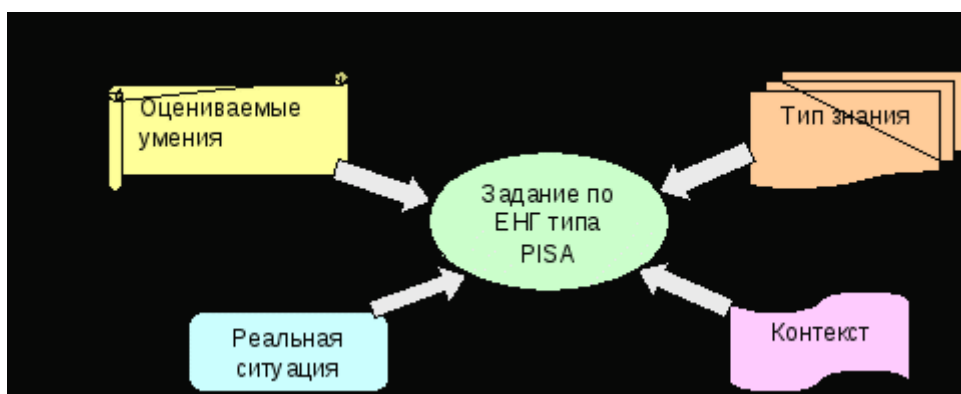 Оцениваемые
умения
Тип знания
Задание по
ЕНГ типа
PISA
Реальная
ситуация
Контекст